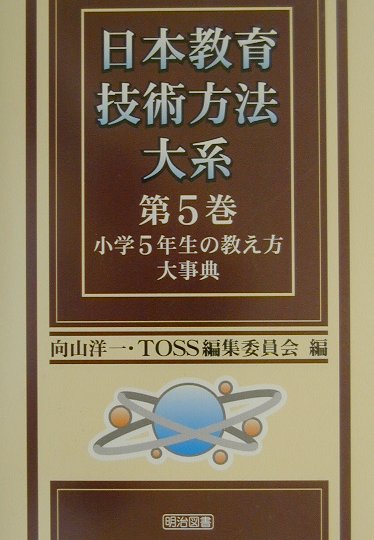 日本教育
技術方法
大系
第5巻
小学5年生の教え方
大事典
向山洋一・TOSS編集委員会 編
明治図書